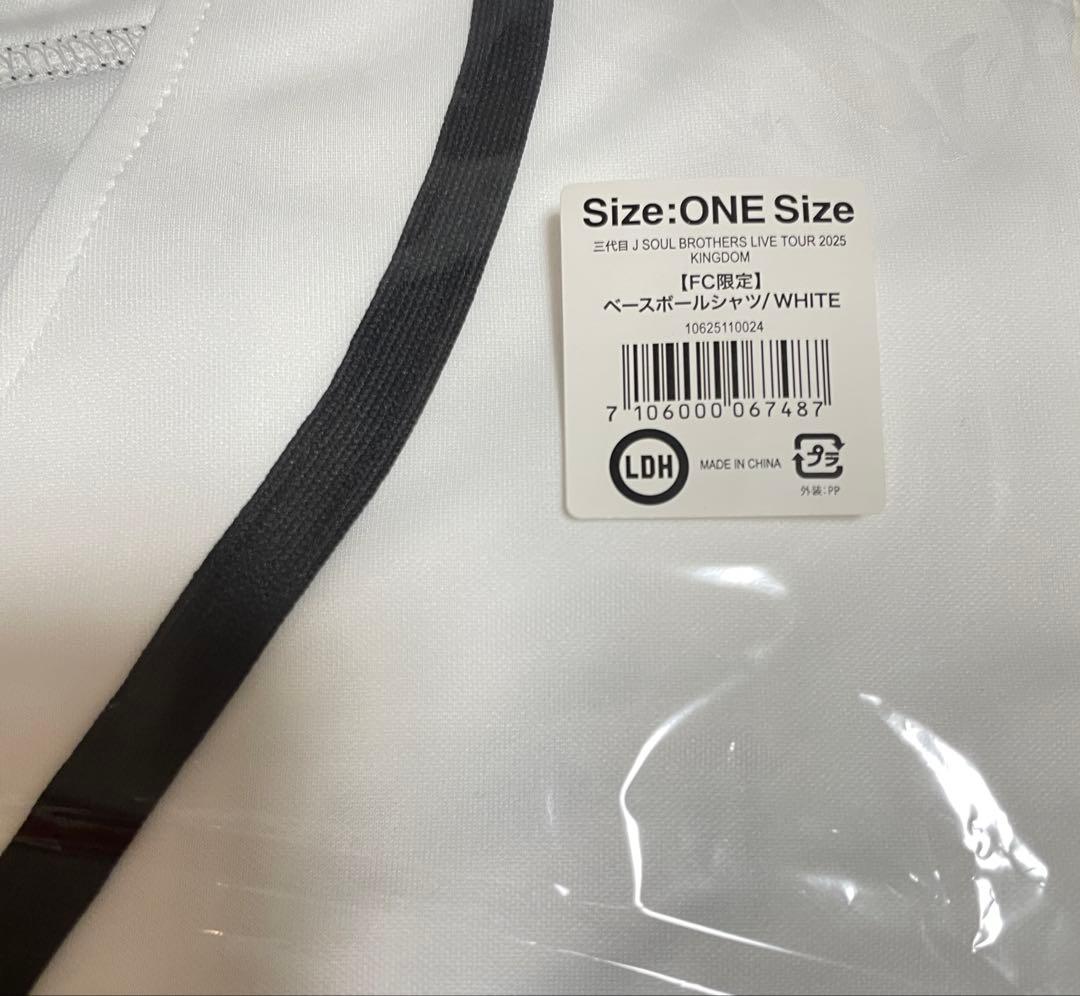 Size:ONE Size
三代目 J SOUL BROTHERS LIVE TOUR 2025
KINGDOM
【FC限定】
ベースボールシャツ/WHITE
10625110024
7 106000 067487
LDH
MADE IN CHINA
プラ
外装:PP